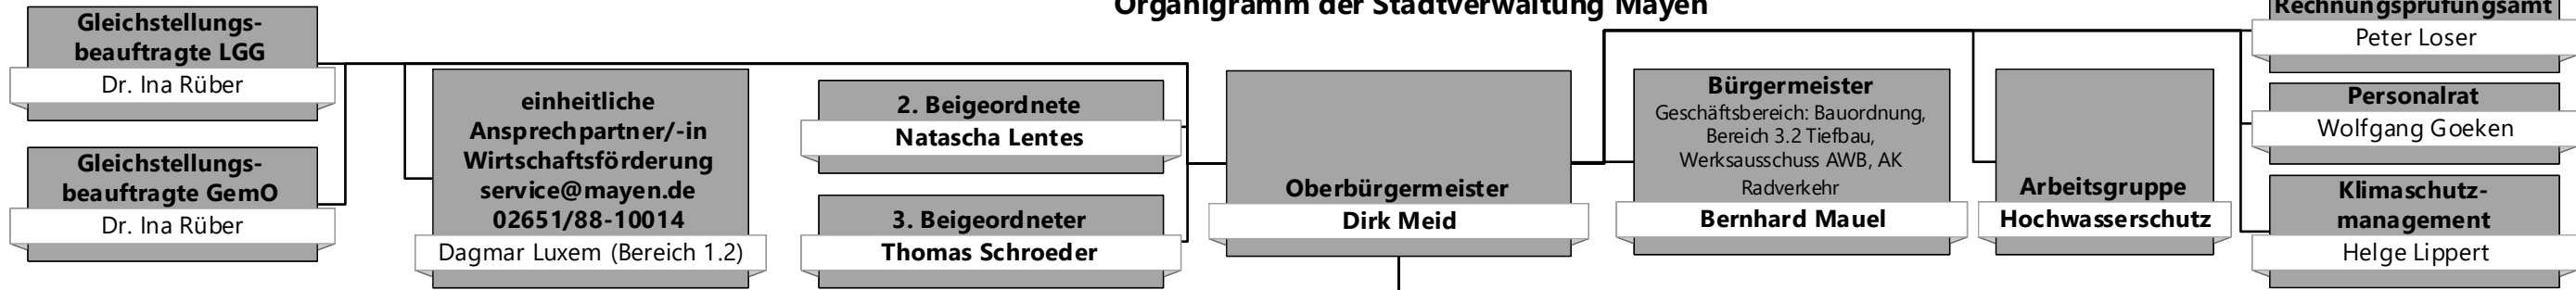 Organigramm der Stadtverwaltung Mayen
Gleichstellungs-
beauftragte LGG
Dr. Ina Rüber
Gleichstellungs-
beauftragte GemO
Dr. Ina Rüber
einheitliche
Ansprechpartner/-in
Wirtschaftsförderung
service@mayen.de
02651/88-10014
Dagmar Luxem (Bereich 1.2)
2. Beigeordnete
Natascha Lentes
3. Beigeordneter
Thomas Schroeder
Oberbürgermeister
Dirk Meid
Bürgermeister
Geschäftsbereich: Bauordnung,
Bereich 3.2 Tiefbau,
Werksausschuss AWB, AK
Radverkehr
Bernhard Mauel
Arbeitsgruppe
Hochwasserschutz
Rechnungsprüfungsamt
Peter Loser
Personalrat
Wolfgang Goeken
Klimaschutz-
management
Helge Lippert